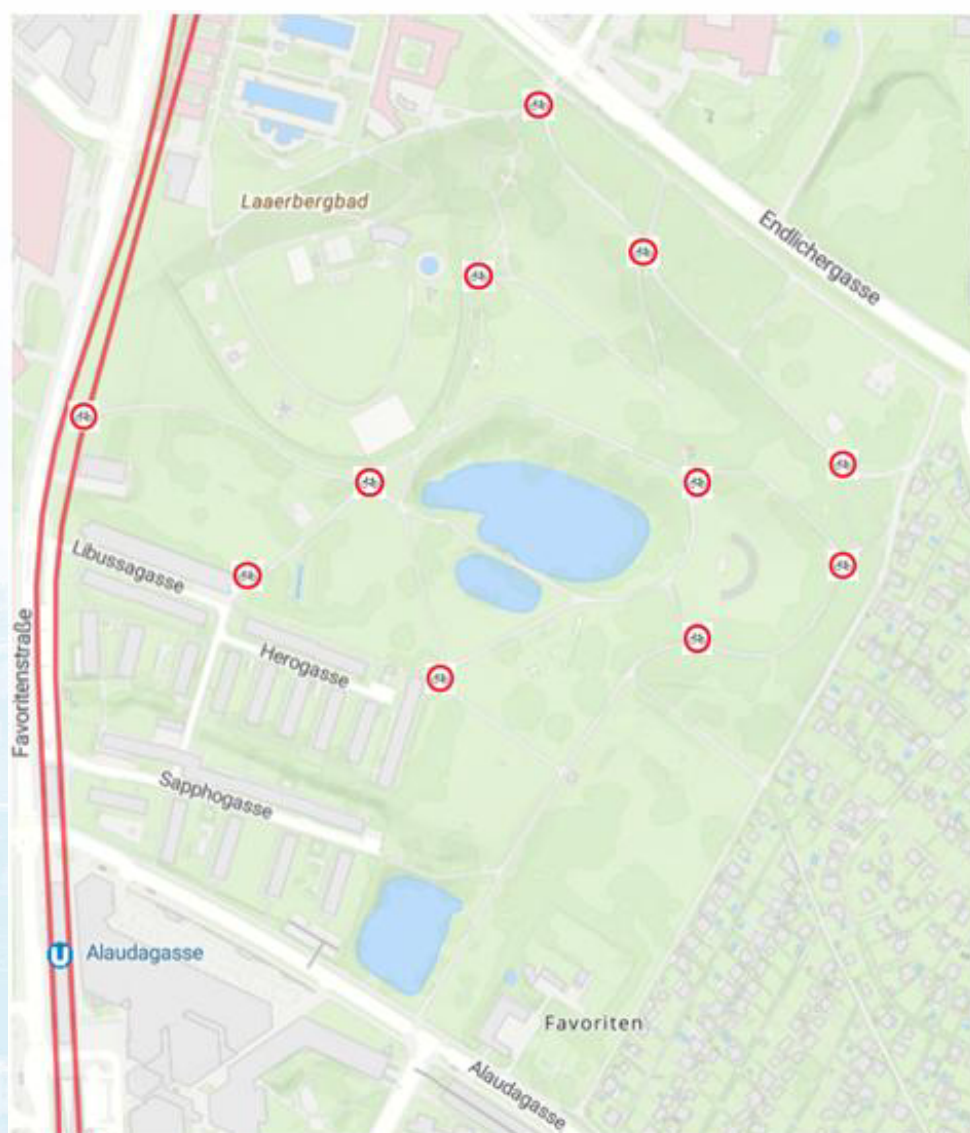 Laaerbergbad
Endlichergasse
Libussagasse
Herogasse
Favoritenstraße
Sapphogasse
U
Alaudagasse
Favoriten
Alaudagasse